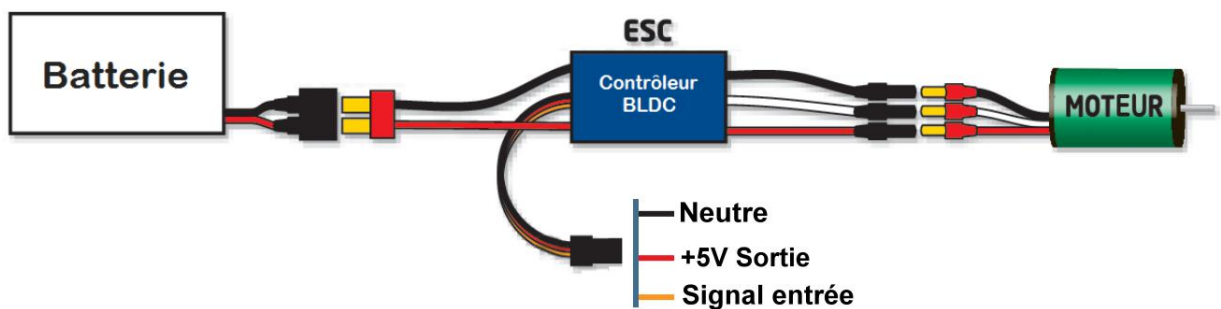 ESC
Batterie
Contrôleur
BLDC
MOTEUR
Neutre
+5V Sortie
Signal entrée